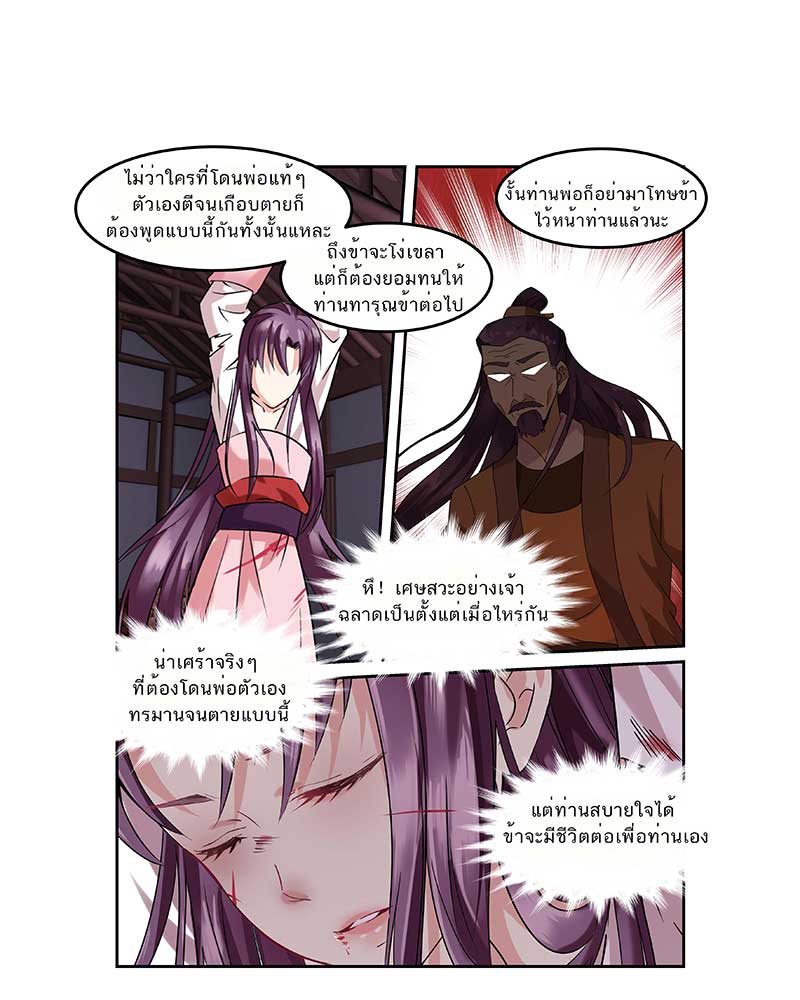 ไม่ว่าใครที่โดนพ่อแท้ๆ
ตัวเองตีจนเกือบตายก็
ต้องพูดแบบนี้กันทั้งนั้นแหละ
ถึงข้าจะโง่เขลา
แต่ก็ต้องยอมทนให้
ท่านทารุณข้าต่อไป
งั้นท่านพ่อก็อย่ามาโทษข้า
ไว้หน้าท่านแล้วนะ
หึ! เศษสวะอย่างเจ้า
ฉลาดเป็นตั้งแต่เมื่อไหร่กัน
น่าเศร้าจริงๆ
ที่ต้องโดนพ่อตัวเอง
ทรมานจนตายแบบนี้
แต่ท่านสบายใจได้
ข้าจะมีชีวิตต่อเพื่อท่านเอง